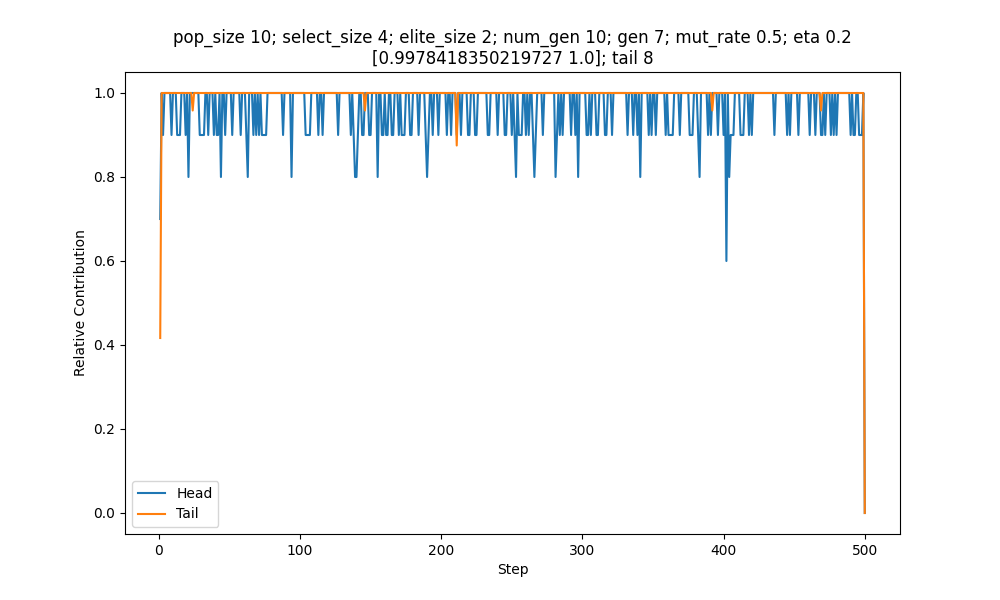 pop_size 10; select_size 4; elite_size 2; num_gen 10; gen 7; mut_rate 0.5; eta 0.2
[0.9978418350219727 1.0]; tail 8
Relative Contribution
1.0
0.8
0.6
0.4
0.2
0.0
Head
Tail
0
100
200
300
400
500
Step